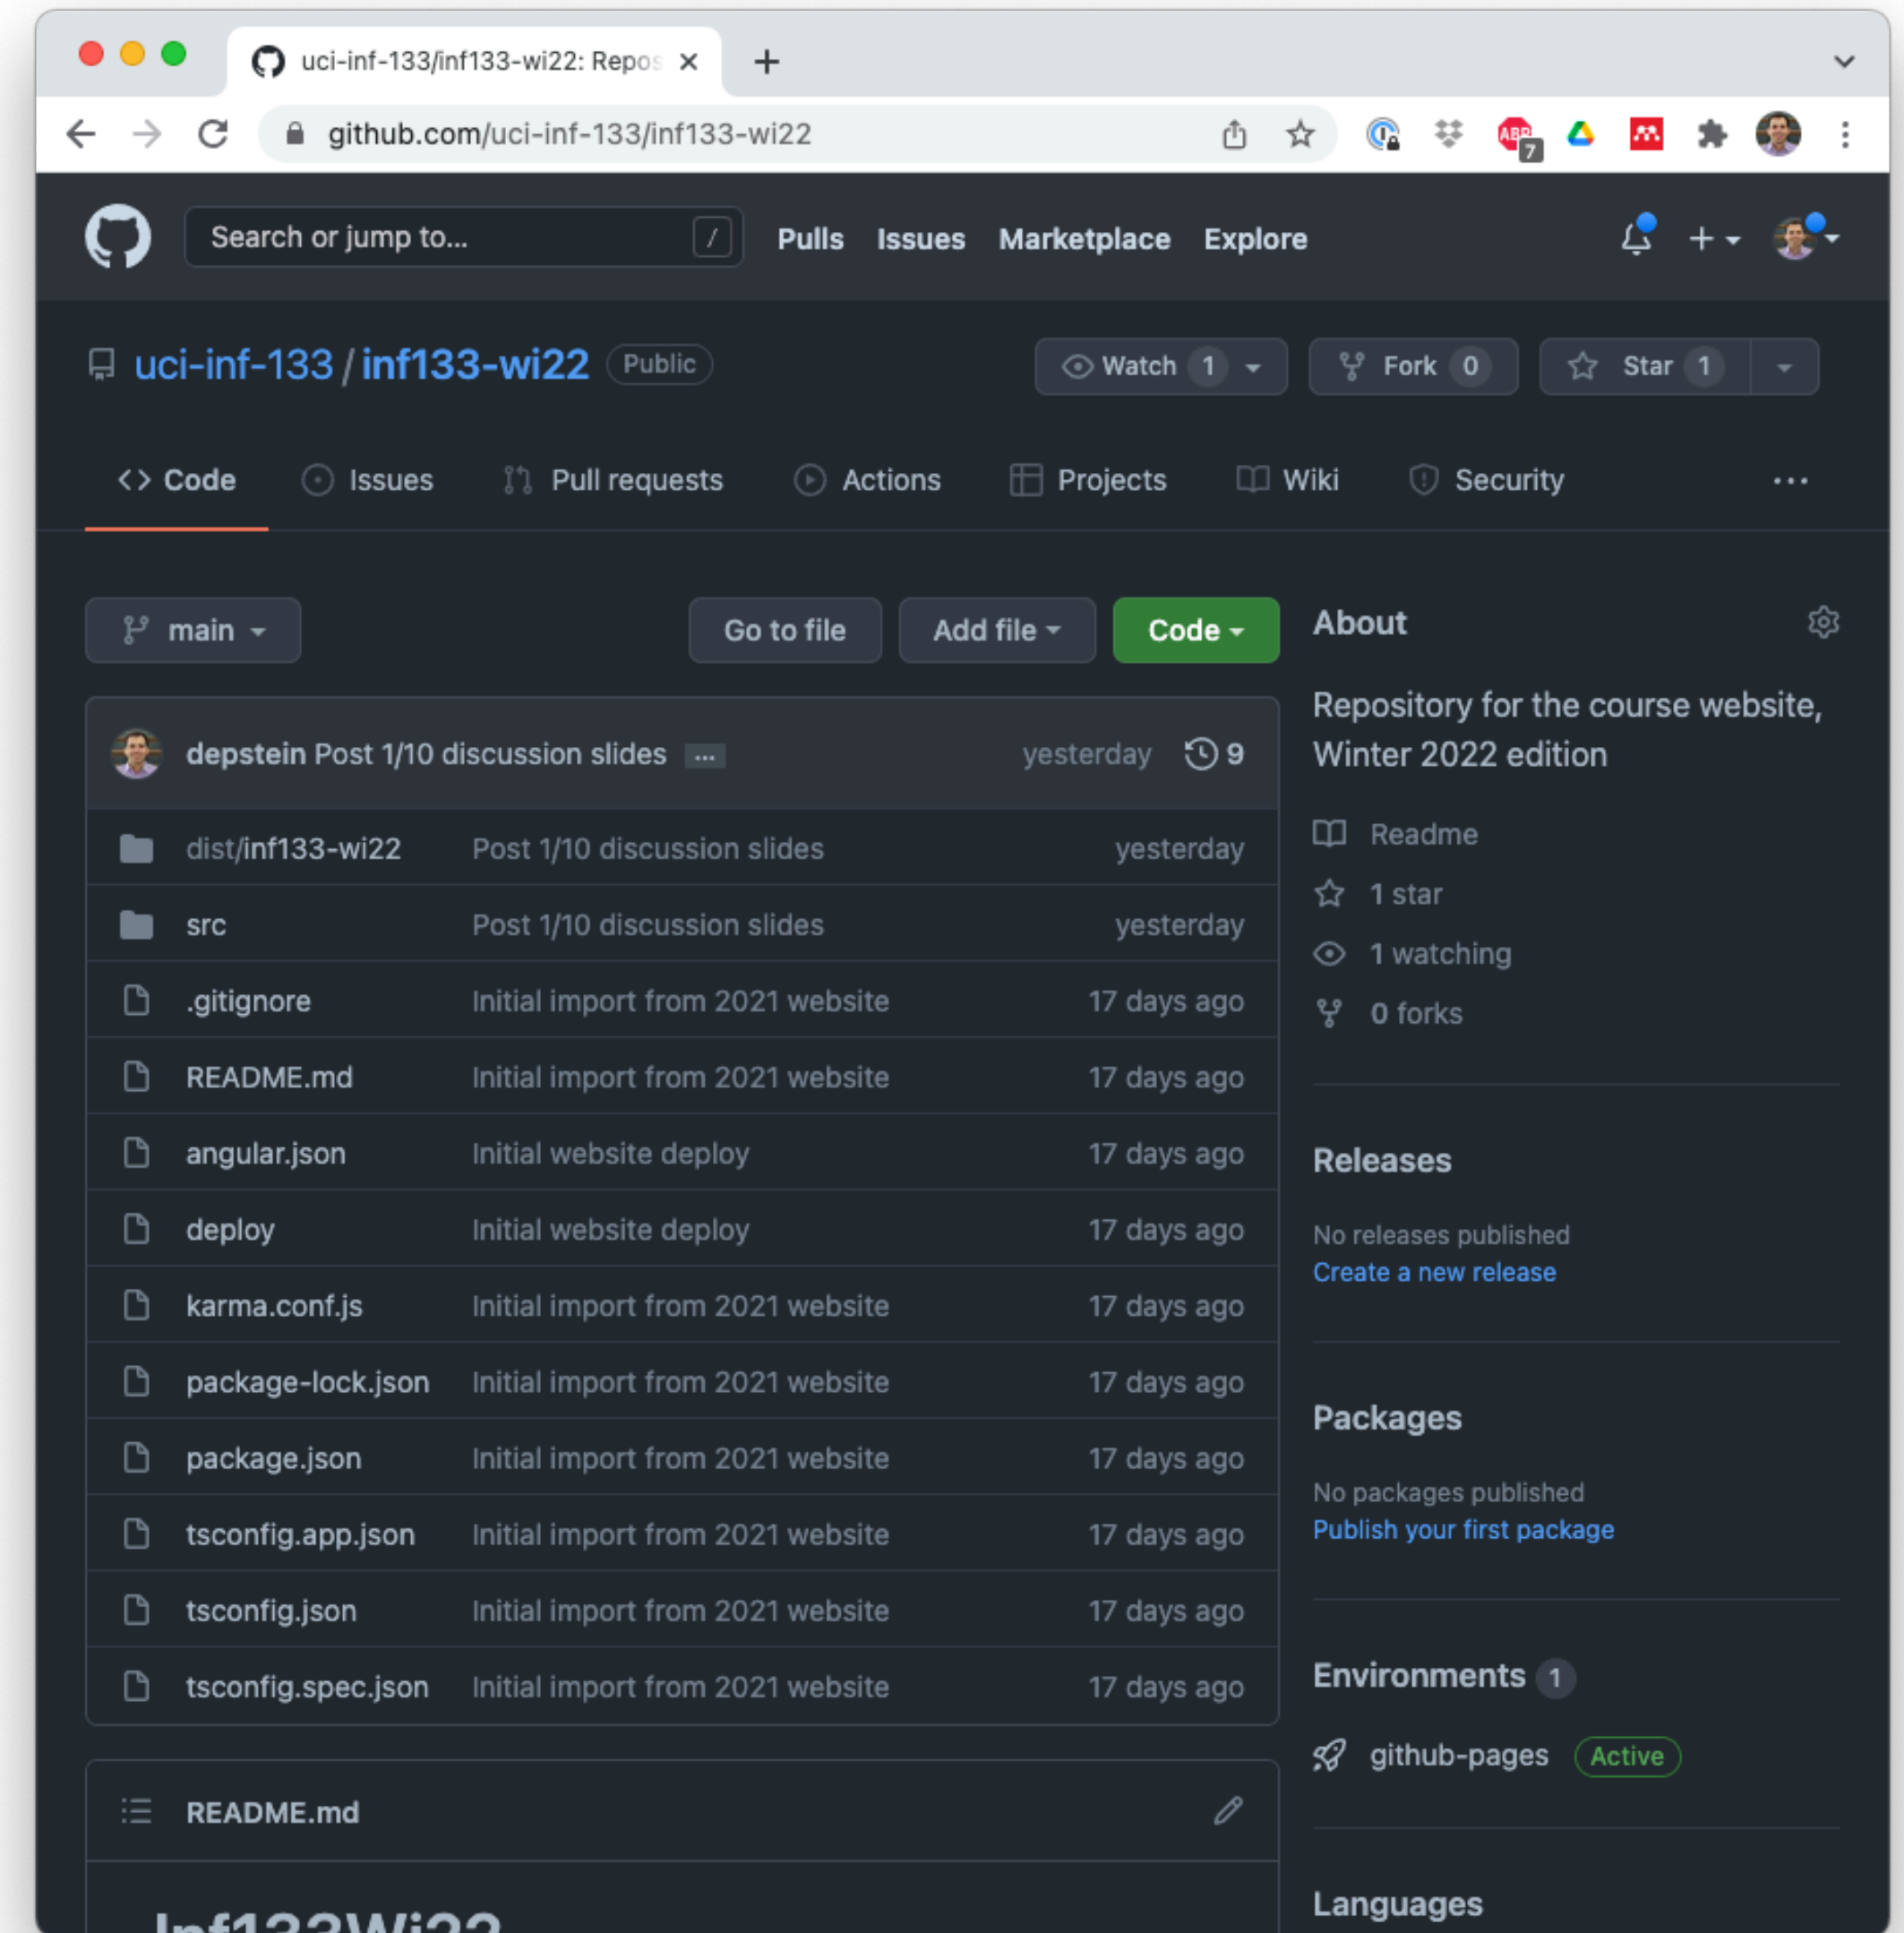 uci-inf-133/inf133-wi22: Repos
github.com/uci-inf-133/inf133-wi22
ABP
7
Search or jump to... / Pulls Issues Marketplace Explore
uci-inf-133 / inf133-wi22 Public Watch 1 Fork 0 Star 1
Code Issues Pull requests Actions Projects Wiki Security
main Go to file Add file Code
depstein Post 1/10 discussion slides ... yesterday 9
dist/inf133-wi22 Post 1/10 discussion slides yesterday
src Post 1/10 discussion slides yesterday
.gitignore Initial import from 2021 website 17 days ago
README.md Initial import from 2021 website 17 days ago
angular.json Initial website deploy 17 days ago
deploy Initial website deploy 17 days ago
karma.conf.js Initial import from 2021 website 17 days ago
package-lock.json Initial import from 2021 website 17 days ago
package.json Initial import from 2021 website 17 days ago
tsconfig.app.json Initial import from 2021 website 17 days ago
tsconfig.json Initial import from 2021 website 17 days ago
tsconfig.spec.json Initial import from 2021 website 17 days ago
README.md
Inf133Wi22
About
Repository for the course website,
Winter 2022 edition
Readme
1 star
1 watching
0 forks
Releases
No releases published
Create a new release
Packages
No packages published
Publish your first package
Environments 1
github-pages Active
Languages